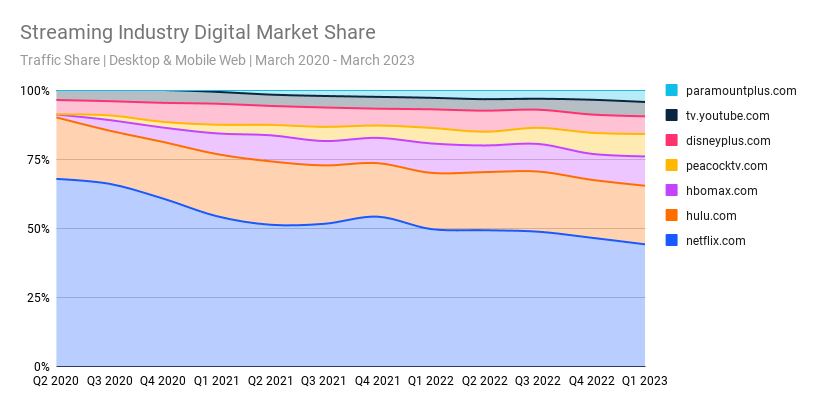 Streaming Industry Digital Market Share
Traffic Share | Desktop & Mobile Web | March 2020 - March 2023
100%
75%
50%
25%
0%
Q2 2020 Q3 2020 Q4 2020 Q1 2021 Q2 2021 Q3 2021 Q4 2021 Q1 2022 Q2 2022 Q3 2022 Q4 2022 Q1 2023
paramountplus.com
tv.youtube.com
disneyplus.com
peacocktv.com
hbomax.com
hulu.com
netflix.com